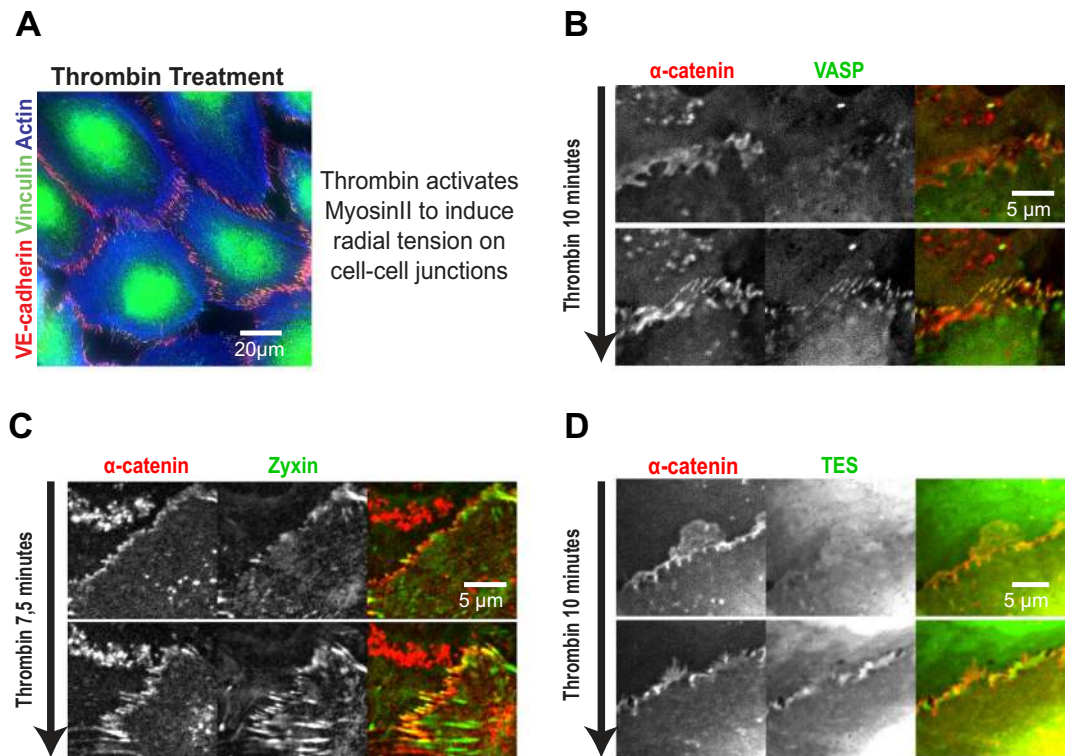 A
Thrombin Treatment
VE-cadherin Vinculin Actin
20µm
Thrombin activates
MyosinII to induce
radial tension on
cell-cell junctions
B
α-catenin VASP
Thrombin 10 minutes
5 µm
C
α-catenin Zyxin
Thrombin 7,5 minutes
5 µm
D
α-catenin TES
Thrombin 10 minutes
5 µm